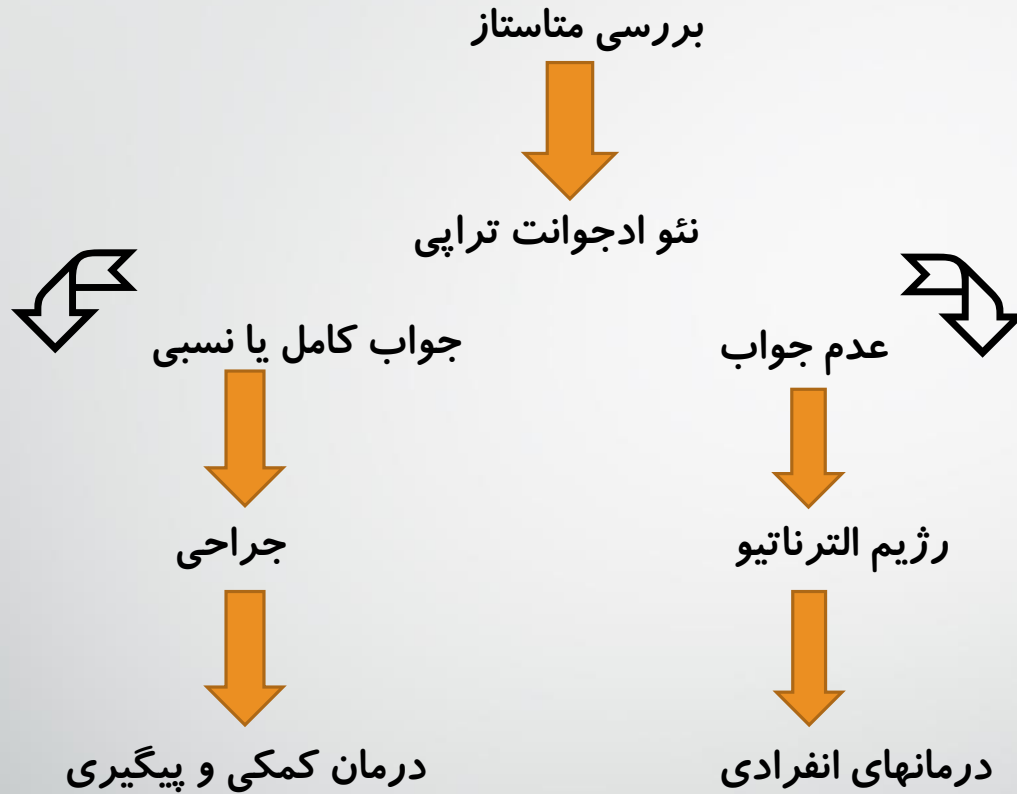 بررسی متاستاز
نئو ادجوانت تراپی
عدم جواب
جواب کامل یا نسبی
رژیم الترناتیو
جراحی
درمانهای انفرادی
درمان کمکی و پیگیری